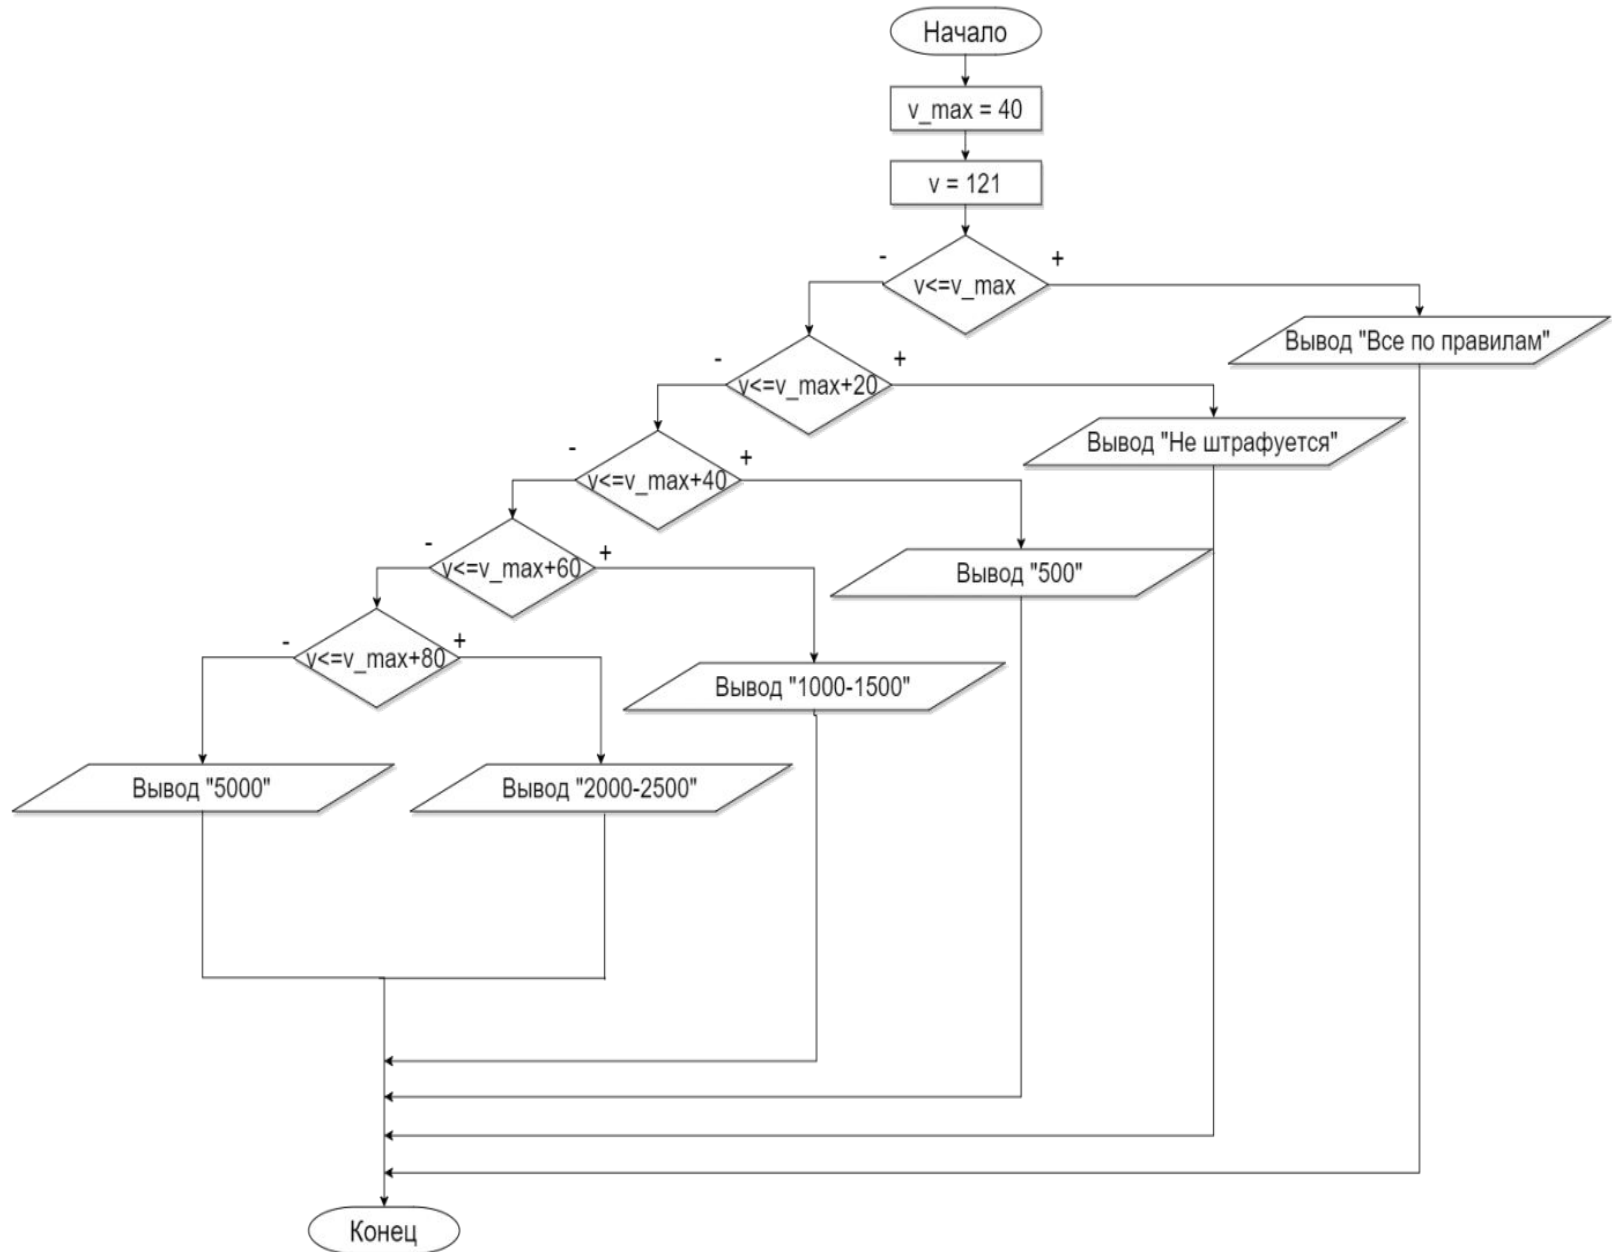 Начало
v_max = 40
v = 121
- +
v<=v_max
Вывод "Все по правилам"
- +
v<=v_max+20
Вывод "Не штрафуется"
- +
v<=v_max+40
Вывод "500"
- +
v<=v_max+60
Вывод "1000-1500"
- +
v<=v_max+80
Вывод "5000"
Вывод "2000-2500"
Конец